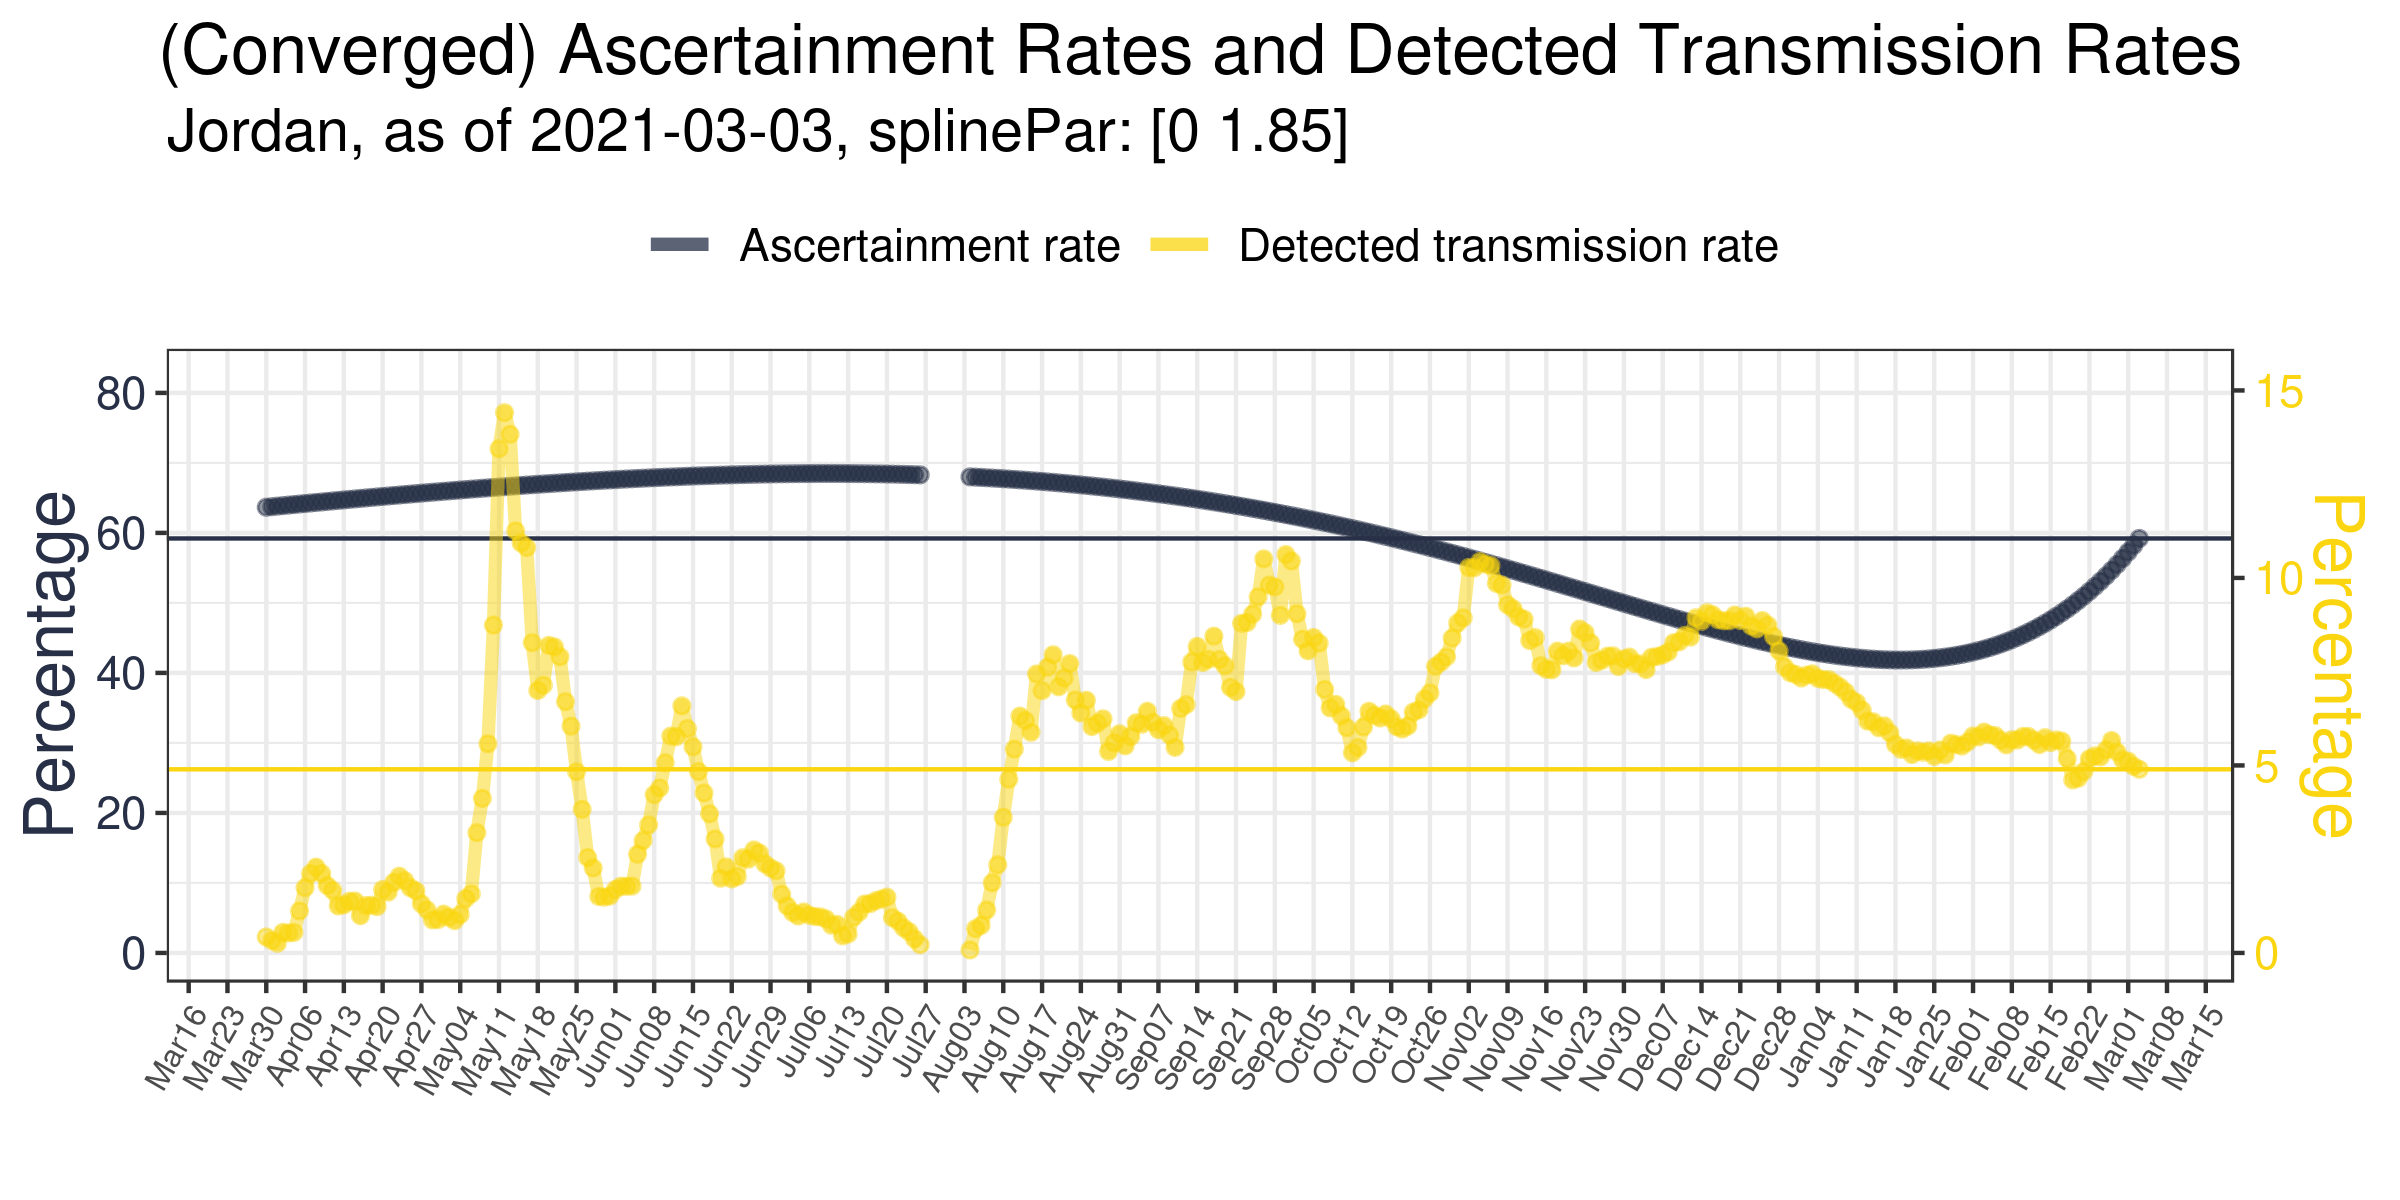 (Converged) Ascertainment Rates and Detected Transmission Rates
Jordan, as of 2021-03-03, splinePar: [0 1.85]
Ascertainment rate
Detected transmission rate
Percentage
80
60
40
20
0
15
10
5
0
Percentage
Mar16
Mar23
Mar30
Apr06
Apr13
Apr20
Apr27
May04
May11
May18
May25
Jun01
Jun08
Jun15
Jun22
Jun29
Jul06
Jul13
Jul20
Jul27
Aug03
Aug10
Aug17
Aug24
Aug31
Sep07
Sep14
Sep21
Sep28
Oct05
Oct12
Oct19
Oct26
Nov02
Nov09
Nov16
Nov23
Nov30
Dec07
Dec14
Dec21
Dec28
Jan04
Jan11
Jan18
Jan25
Feb01
Feb08
Feb15
Feb22
Mar01
Mar08
Mar15